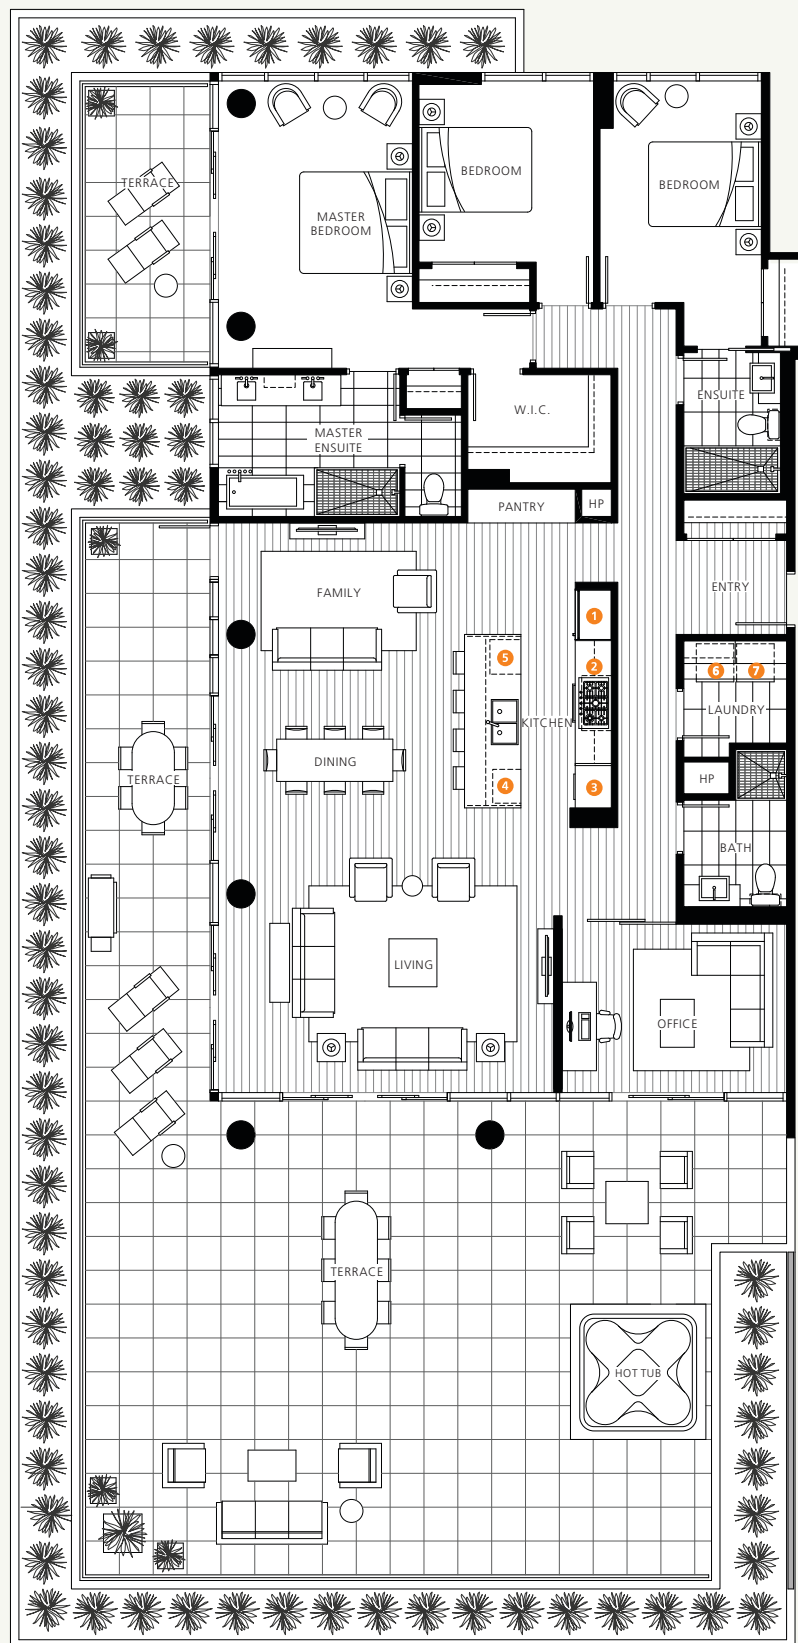 TERRACE
MASTER
BEDROOM
BEDROOM
BEDROOM
ENSUITE
W.I.C.
MASTER
ENSUITE
PANTRY
HP
FAMILY
ENTRY
1
2
5
6
7
KITCHEN
LAUNDRY
DINING
TERRACE
HP
3
4
BATH
LIVING
OFFICE
TERRACE
HOT TUB